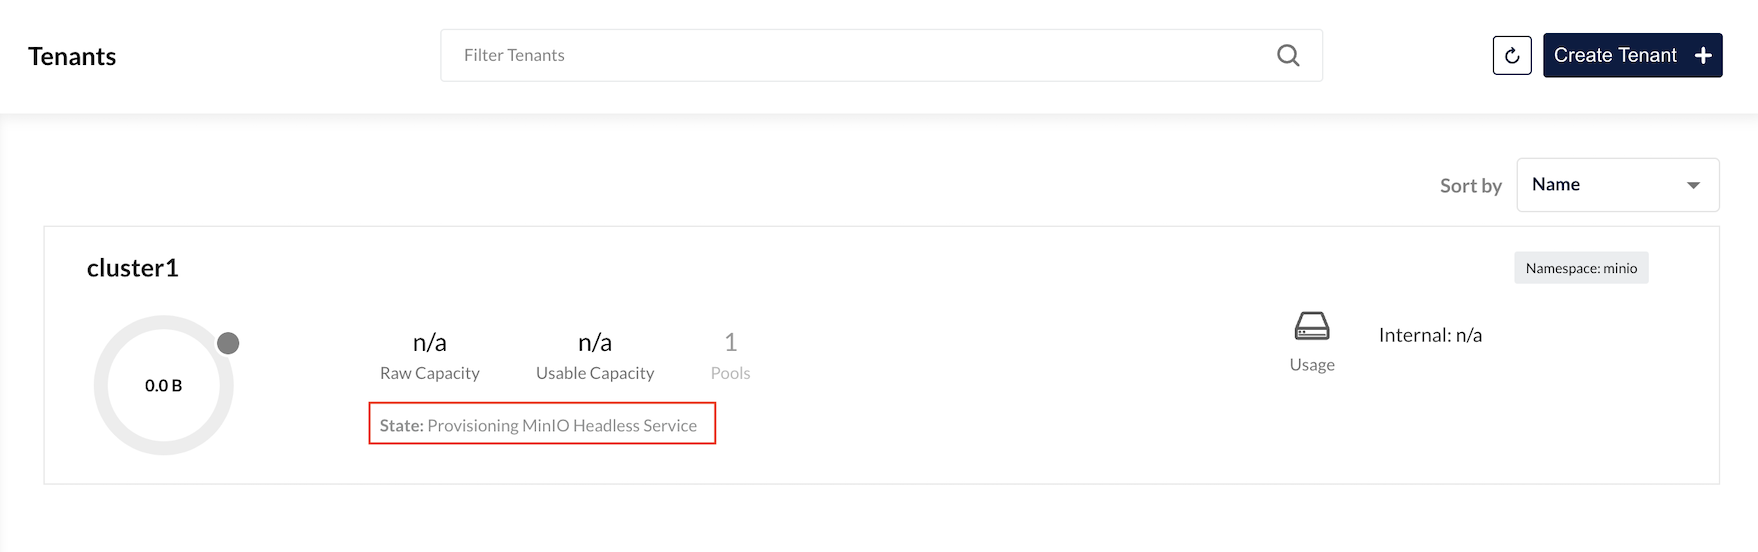 Tenants
Filter Tenants
Create Tenant
Sort by
Name
cluster1
Namespace: minio
0.0 B
n/a
Raw Capacity
n/a
Usable Capacity
1
Pools
State: Provisioning MinIO Headless Service
Usage
Internal: n/a